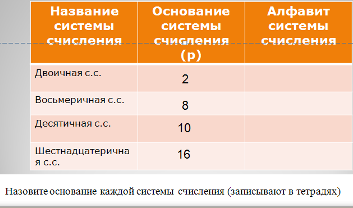 Название системы счисления
Основание системы счисления (p)
Алфавит системы счисления
Двоичная с.с.
2
Восьмеричная с.с.
8
Десятичная с.с.
10
Шестнадцатерична
я с.с.
16
Назовите основание каждой системы счисления (записывают в тетрадях)